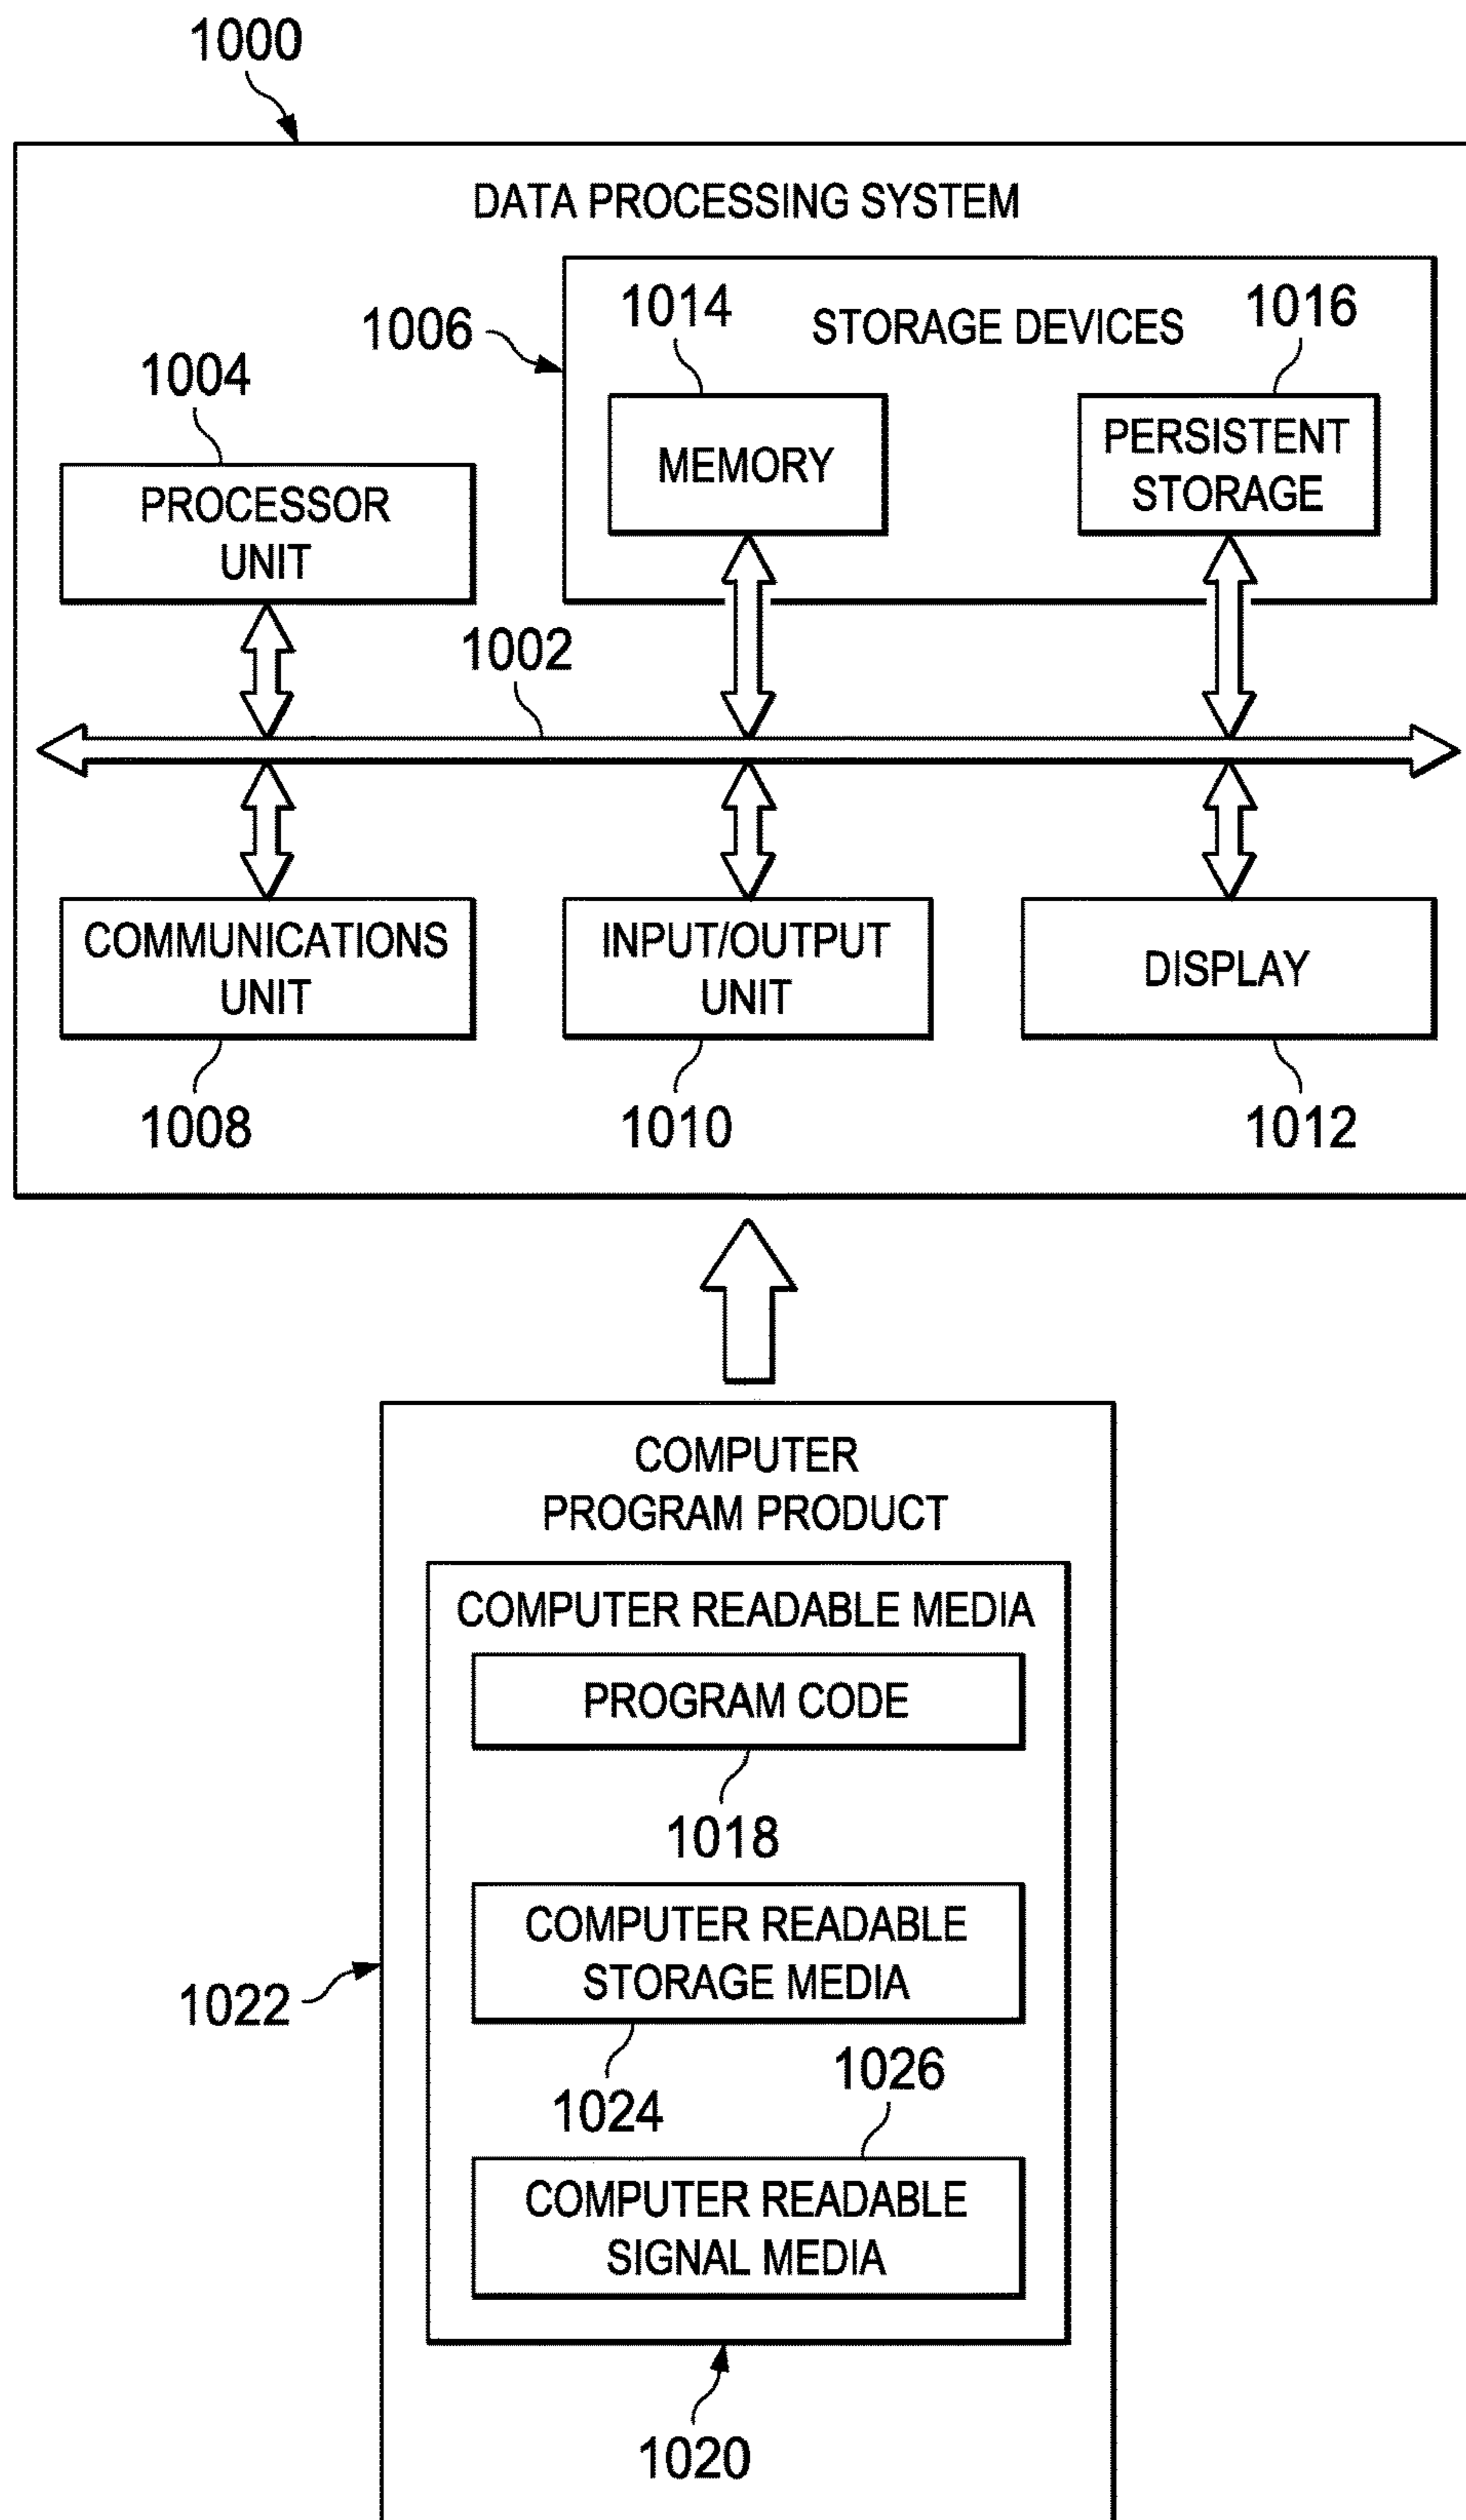 1000
DATA PROCESSING SYSTEM
1006
1014
STORAGE DEVICES
1016
1004
MEMORY
PERSISTENT
STORAGE
PROCESSOR
UNIT
1002
COMMUNICATIONS
UNIT
INPUT/OUTPUT
UNIT
DISPLAY
1008
1010
1012
COMPUTER
PROGRAM PRODUCT
COMPUTER READABLE MEDIA
PROGRAM CODE
1018
COMPUTER READABLE
STORAGE MEDIA
1022
1024
1026
COMPUTER READABLE
SIGNAL MEDIA
1020